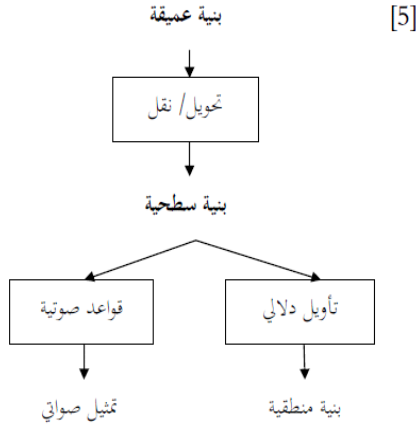 [5]
بنية عميقة
تحويل/ نقل
بنية سطحية
تأويل دلالي
قواعد صوتية
بنية منطقية
تمثيل صواتي